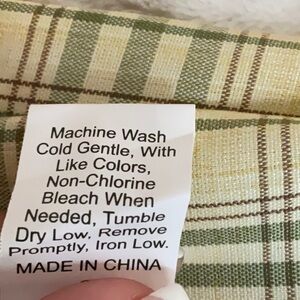 Machine Wash
Cold Gentle, With
Like Colors,
Non-Chlorine
Bleach When
Needed, Tumble
Dry Low, Remove
Promptly, Iron Low.
MADE IN CHINA